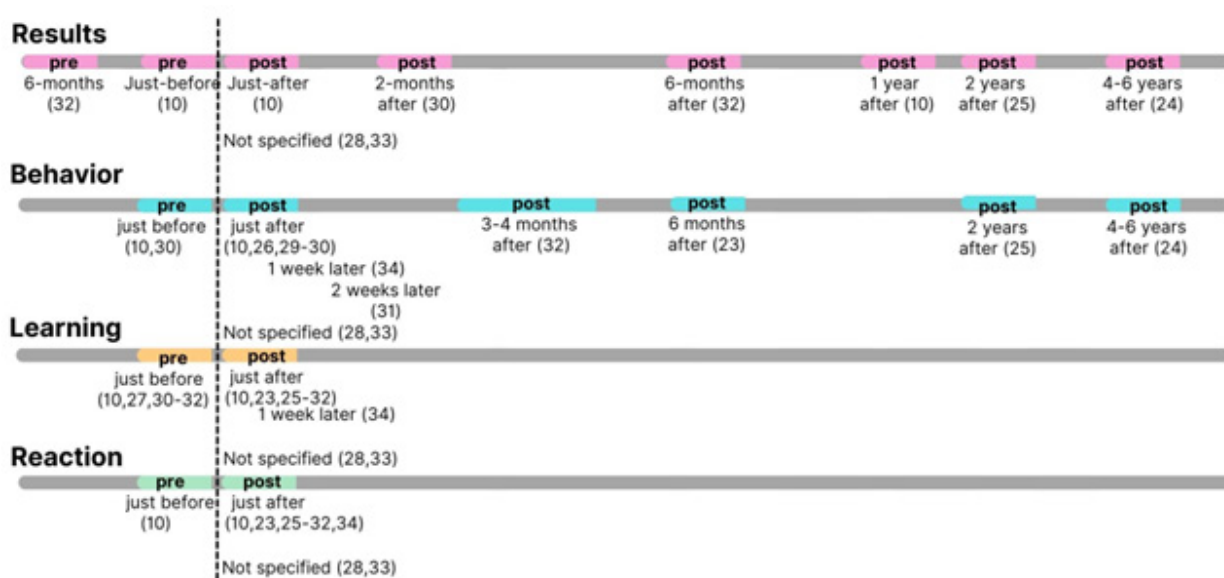 Results
pre pre post post post post post post
6-months Just-before Just-after 2-months 6-months 1 year 2 years 4-6 years
(32) (10) (10) after (30) after (32) after (10) after (25) after (24)
Not specified (28,33)
Behavior
pre post post post post post
just before just after 3-4 months 6 months 2 years 4-6 years
(10,30) (10,26,29-30) after (32) after (23) after (25) after (24)
1 week later (34)
2 weeks later
(31)
Not specified (28,33)
Learning
pre post
just before just after
(10,27,30-32) (10,23,25-32)
1 week later (34)
Not specified (28,33)
Reaction
pre post
just before just after
(10) (10,23,25-32,34)
Not specified (28,33)